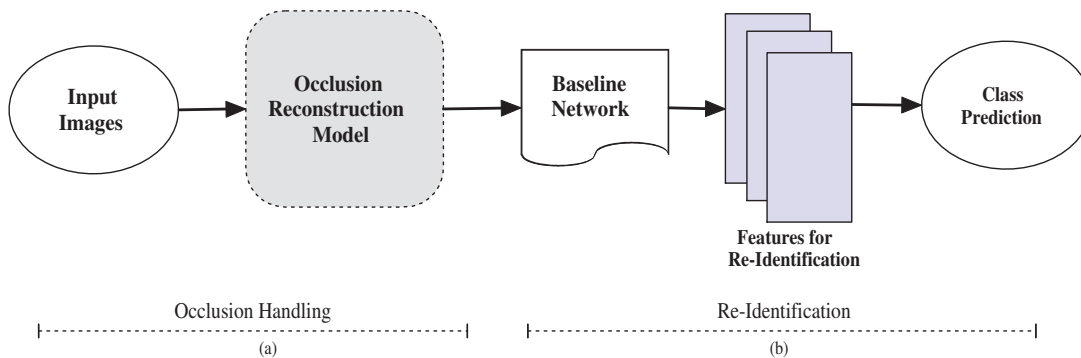 Input
Images
Occlusion
Reconstruction
Model
Baseline
Network
Features for
Re-Identification
Class
Prediction
Occlusion Handling
(a)
Re-Identification
(b)